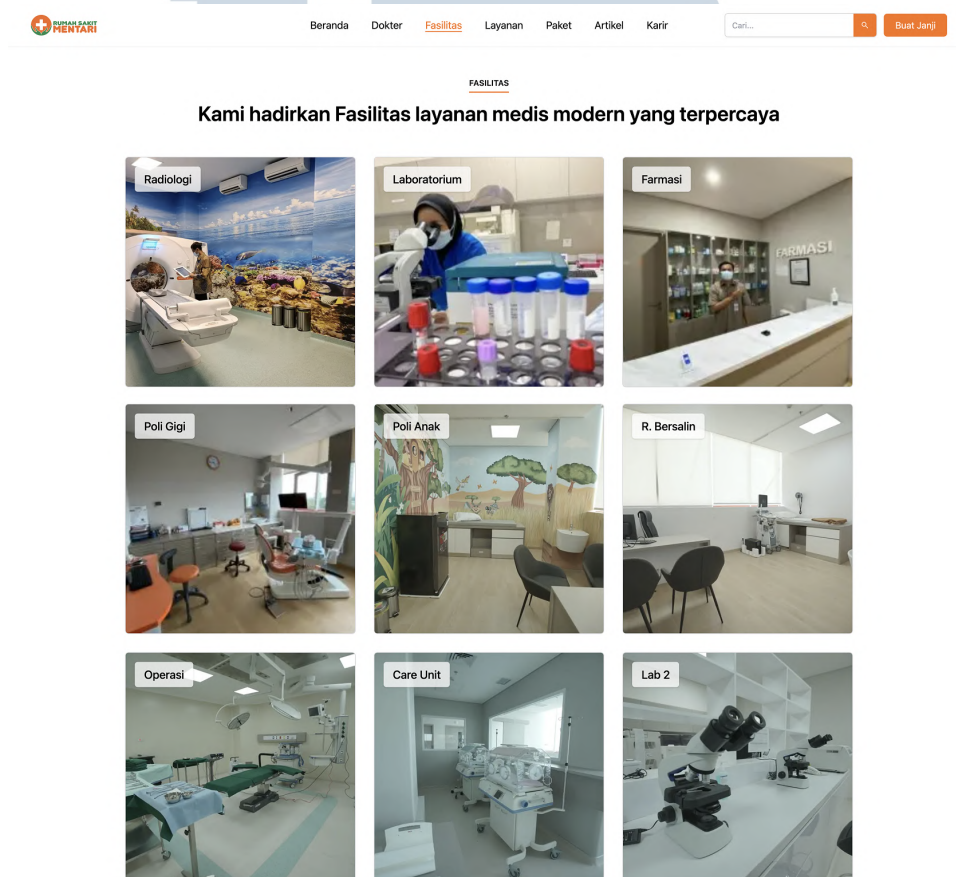 RUMAH SAKIT
MENTARI
Beranda Dokter Fasilitas Layanan Paket Artikel Karir Cari... Buat Janji
FASILITAS
Kami hadirkan Fasilitas layanan medis modern yang terpercaya
Radiologi Laboratorium Farmasi
FARMASI
Poli Gigi Poli Anak R. Bersalin
Operasi Care Unit Lab 2